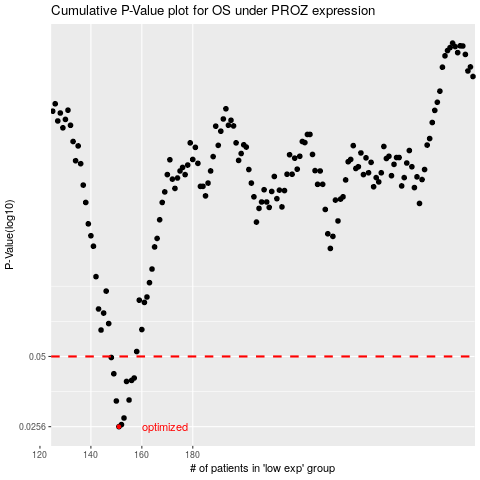 Cumulative P-Value plot for OS under PROZ expression
P-Value(log10)
0.05
0.0256
optimized
120 140 160 180
# of patients in 'low exp' group